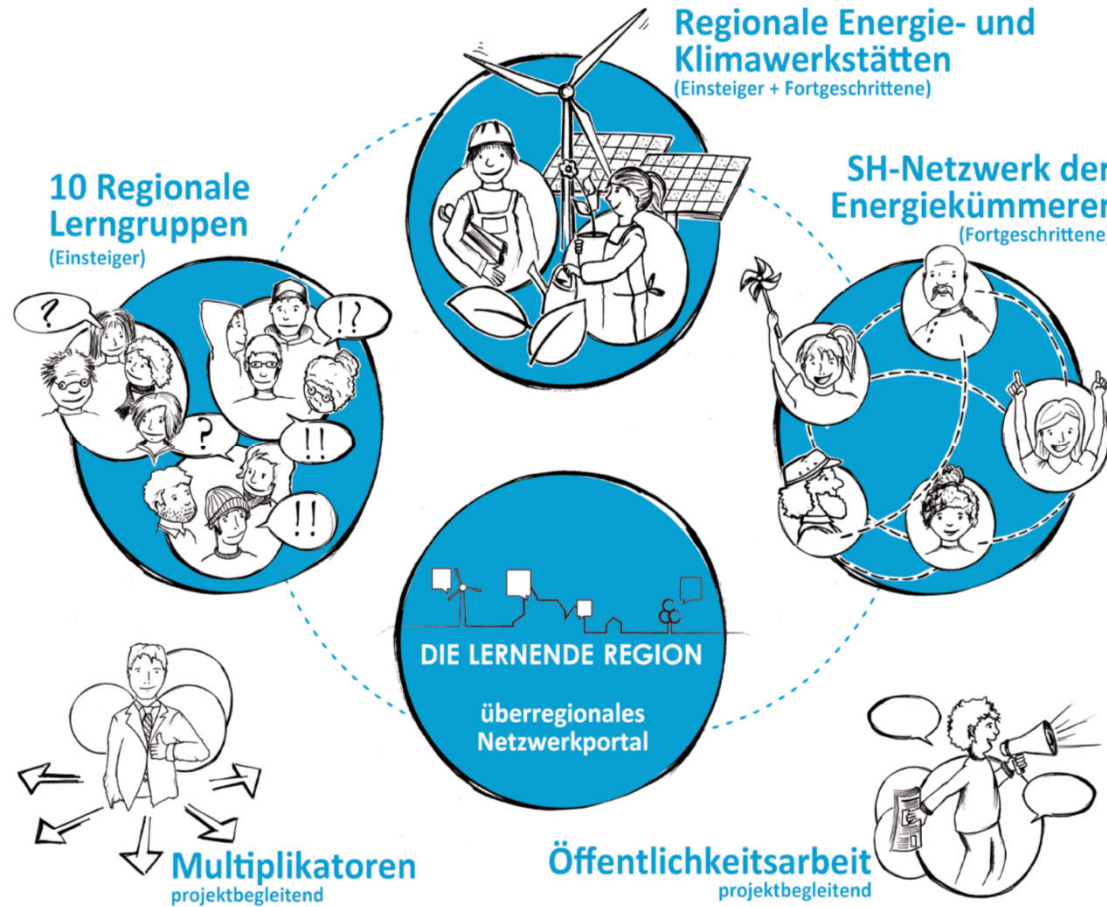 Regionale Energie- und
Klimawerkstätten
(Einsteiger + Fortgeschrittene)
10 Regionale
Lerngruppen
(Einsteiger)
SH-Netzwerk der
Energiekümmerer
(Fortgeschrittene
?
!?
?
!!
!!
DIE LERNENDE REGION
überregionales
Netzwerkportal
Multiplikatoren
projektbegleitend
Öffentlichkeitsarbeit
projektbegleitend